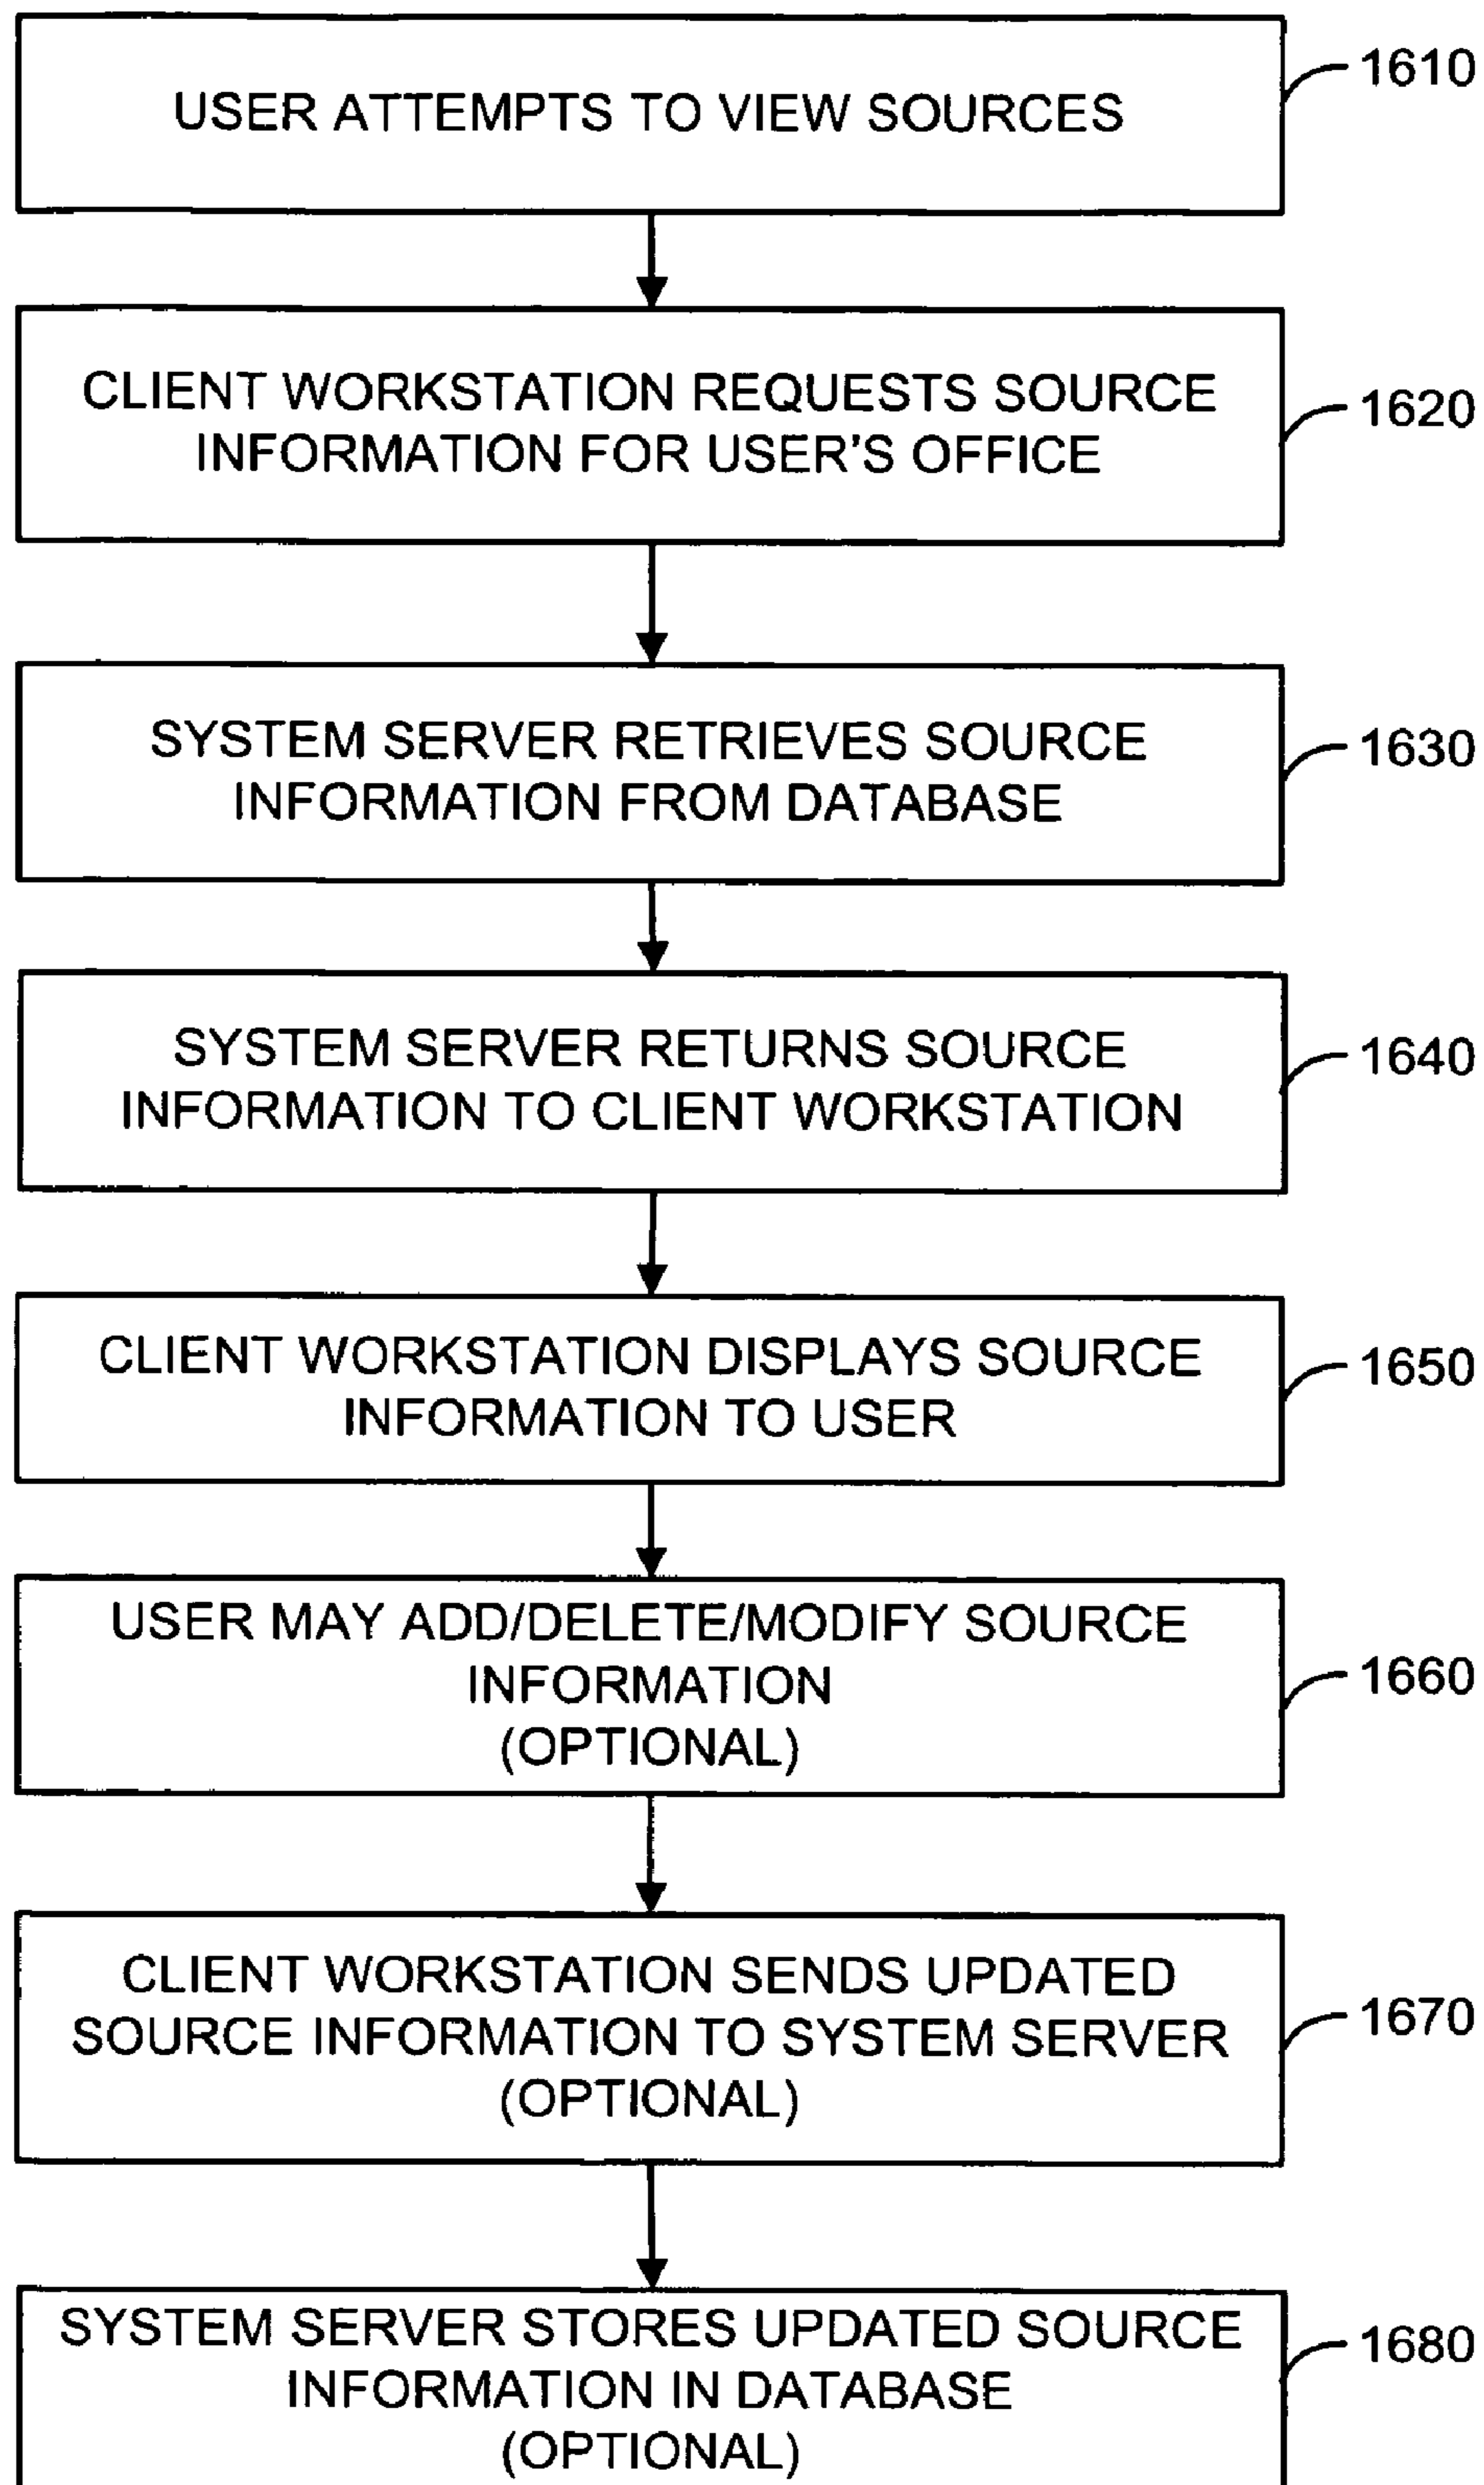 USER ATTEMPTS TO VIEW SOURCES
1610
CLIENT WORKSTATION REQUESTS SOURCE
INFORMATION FOR USER'S OFFICE
1620
SYSTEM SERVER RETRIEVES SOURCE
INFORMATION FROM DATABASE
1630
SYSTEM SERVER RETURNS SOURCE
INFORMATION TO CLIENT WORKSTATION
1640
CLIENT WORKSTATION DISPLAYS SOURCE
INFORMATION TO USER
1650
USER MAY ADD/DELETE/MODIFY SOURCE
INFORMATION
(OPTIONAL)
1660
CLIENT WORKSTATION SENDS UPDATED
SOURCE INFORMATION TO SYSTEM SERVER
(OPTIONAL)
1670
SYSTEM SERVER STORES UPDATED SOURCE
INFORMATION IN DATABASE
(OPTIONAL)
1680